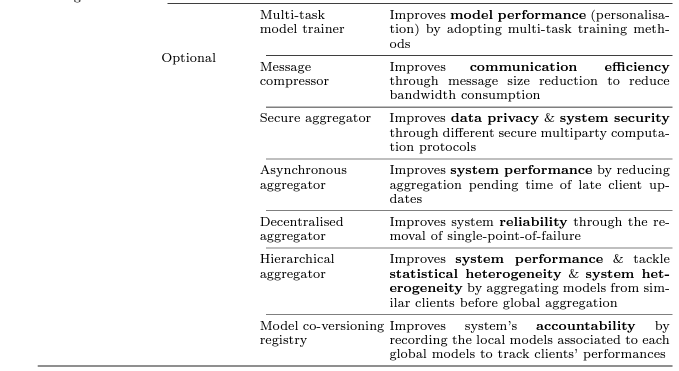 Multi-task Improves model performance (personalisa-
model trainer tion) by adopting multi-task training meth-
ods
Optional
Message Improves communication efficiency
compressor through message size reduction to reduce
bandwidth consumption
Secure aggregator Improves data privacy & system security
through different secure multiparty computa-
tion protocols
Asynchronous Improves system performance by reducing
aggregator aggregation pending time of late client up-
dates
Decentralised Improves system reliability through the re-
aggregator moval of single-point-of-failure
Hierarchical Improves system performance & tackle
aggregator statistical heterogeneity & system het-
erogeneity by aggregating models from sim-
ilar clients before global aggregation
Model co-versioning Improves system's accountability by
registry recording the local models associated to each
global models to track clients' performances